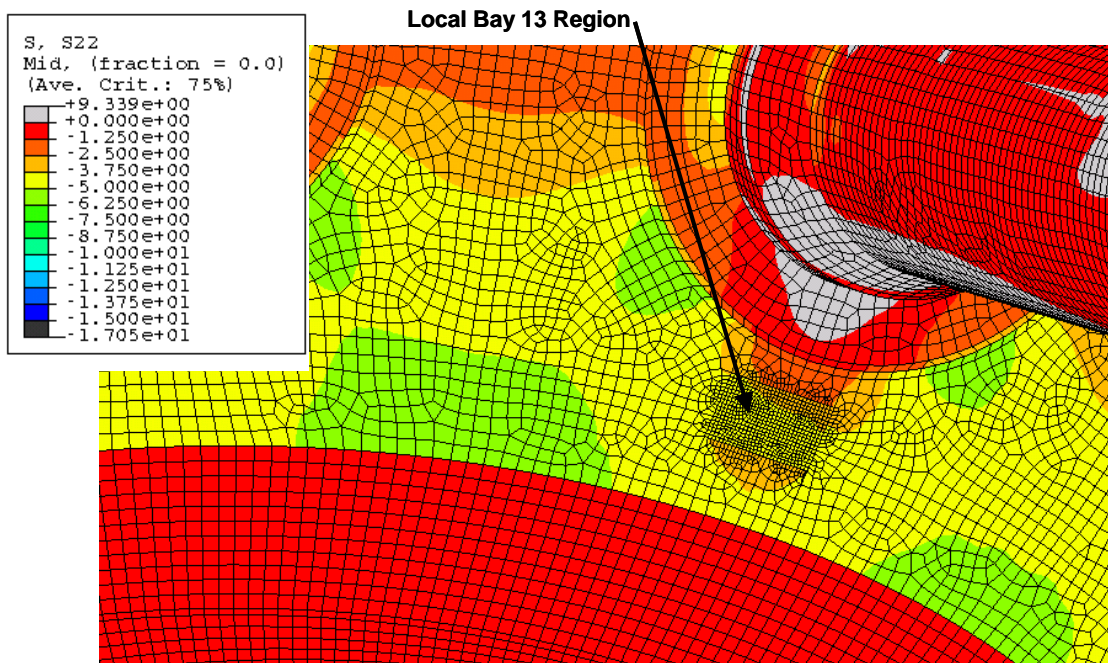 Local Bay 13 Region
S, S22
Mid, (fraction = 0.0)
(Ave. Crit.: 75%)
+9.339e+00
+0.000e+00
-1.250e+00
-2.500e+00
-3.750e+00
-5.000e+00
-6.250e+00
-7.500e+00
-8.750e+00
-1.000e+01
-1.125e+01
-1.250e+01
-1.375e+01
-1.500e+01
-1.705e+01